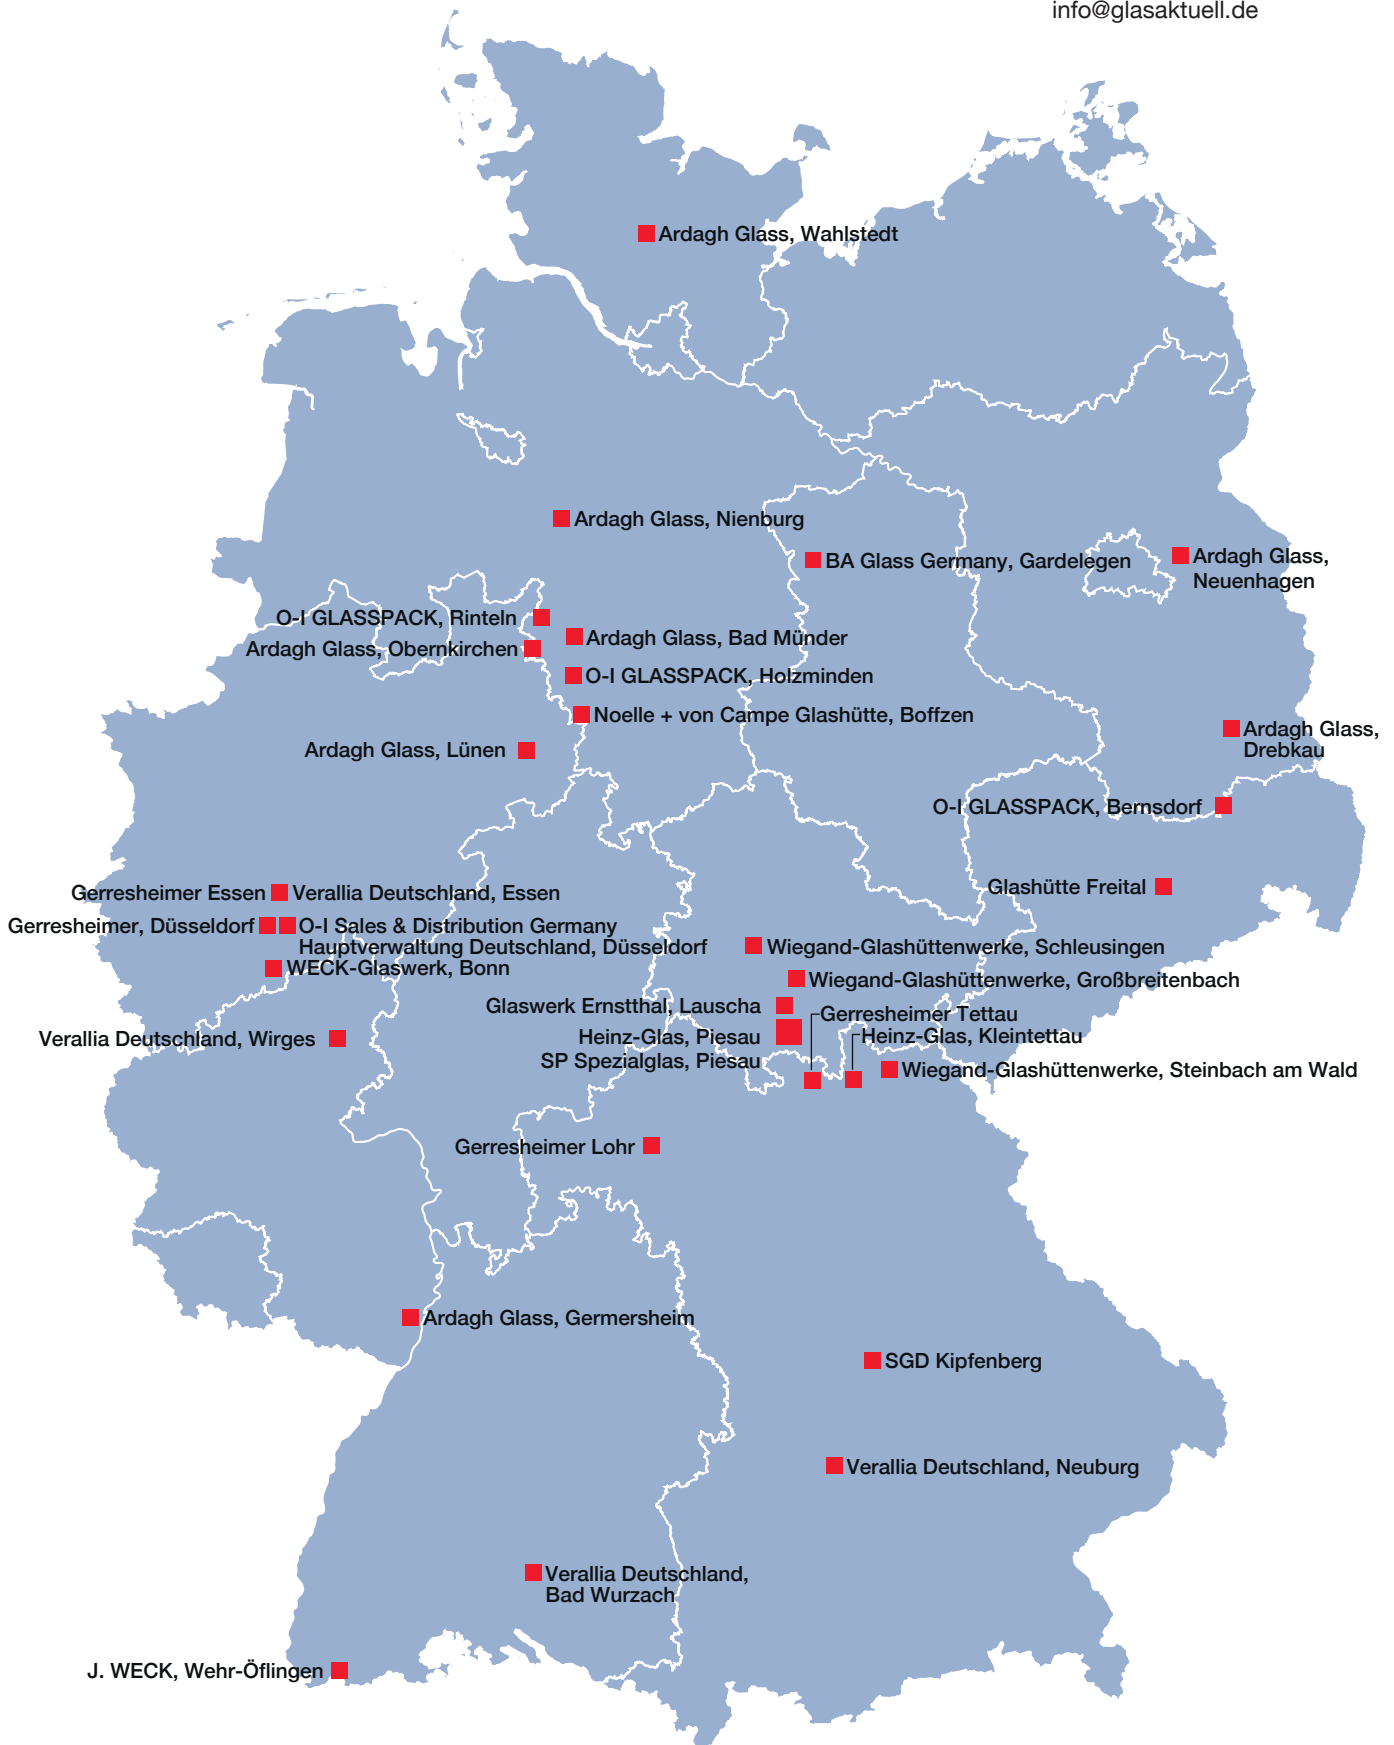 info@glasaktuell.de
Ardagh Glass, Wahlstedt
Ardagh Glass, Nienburg
BA Glass Germany, Gardelegen
Ardagh Glass,
Neuenhagen
O-I GLASSPACK, Rinteln
Ardagh Glass, Bad Münder
Ardagh Glass, Obernkirchen
O-I GLASSPACK, Holzminden
Noelle + von Campe Glashütte, Boffzen
Ardagh Glass,
Drebkau
Ardagh Glass, Lünen
O-I GLASSPACK, Bernsdorf
Glashütte Freital
Gerresheimer Essen
Verallia Deutschland, Essen
Gerresheimer, Düsseldorf
O-I Sales & Distribution Germany
Hauptverwaltung Deutschland, Düsseldorf
WECK-Glaswerk, Bonn
Wiegand-Glashüttenwerke, Schleusingen
Wiegand-Glashüttenwerke, Großbreitenbach
Glaswerk Ernstthal, Lauscha
Gerresheimer Tettau
Heinz-Glas, Piesau
SP Spezialglas, Piesau
Heinz-Glas, Kleintettau
Verallia Deutschland, Wirges
Wiegand-Glashüttenwerke, Steinbach am Wald
Gerresheimer Lohr
Ardagh Glass, Germersheim
SGD Kipfenberg
Verallia Deutschland, Neuburg
Verallia Deutschland,
Bad Wurzach
J. WECK, Wehr-Öflingen